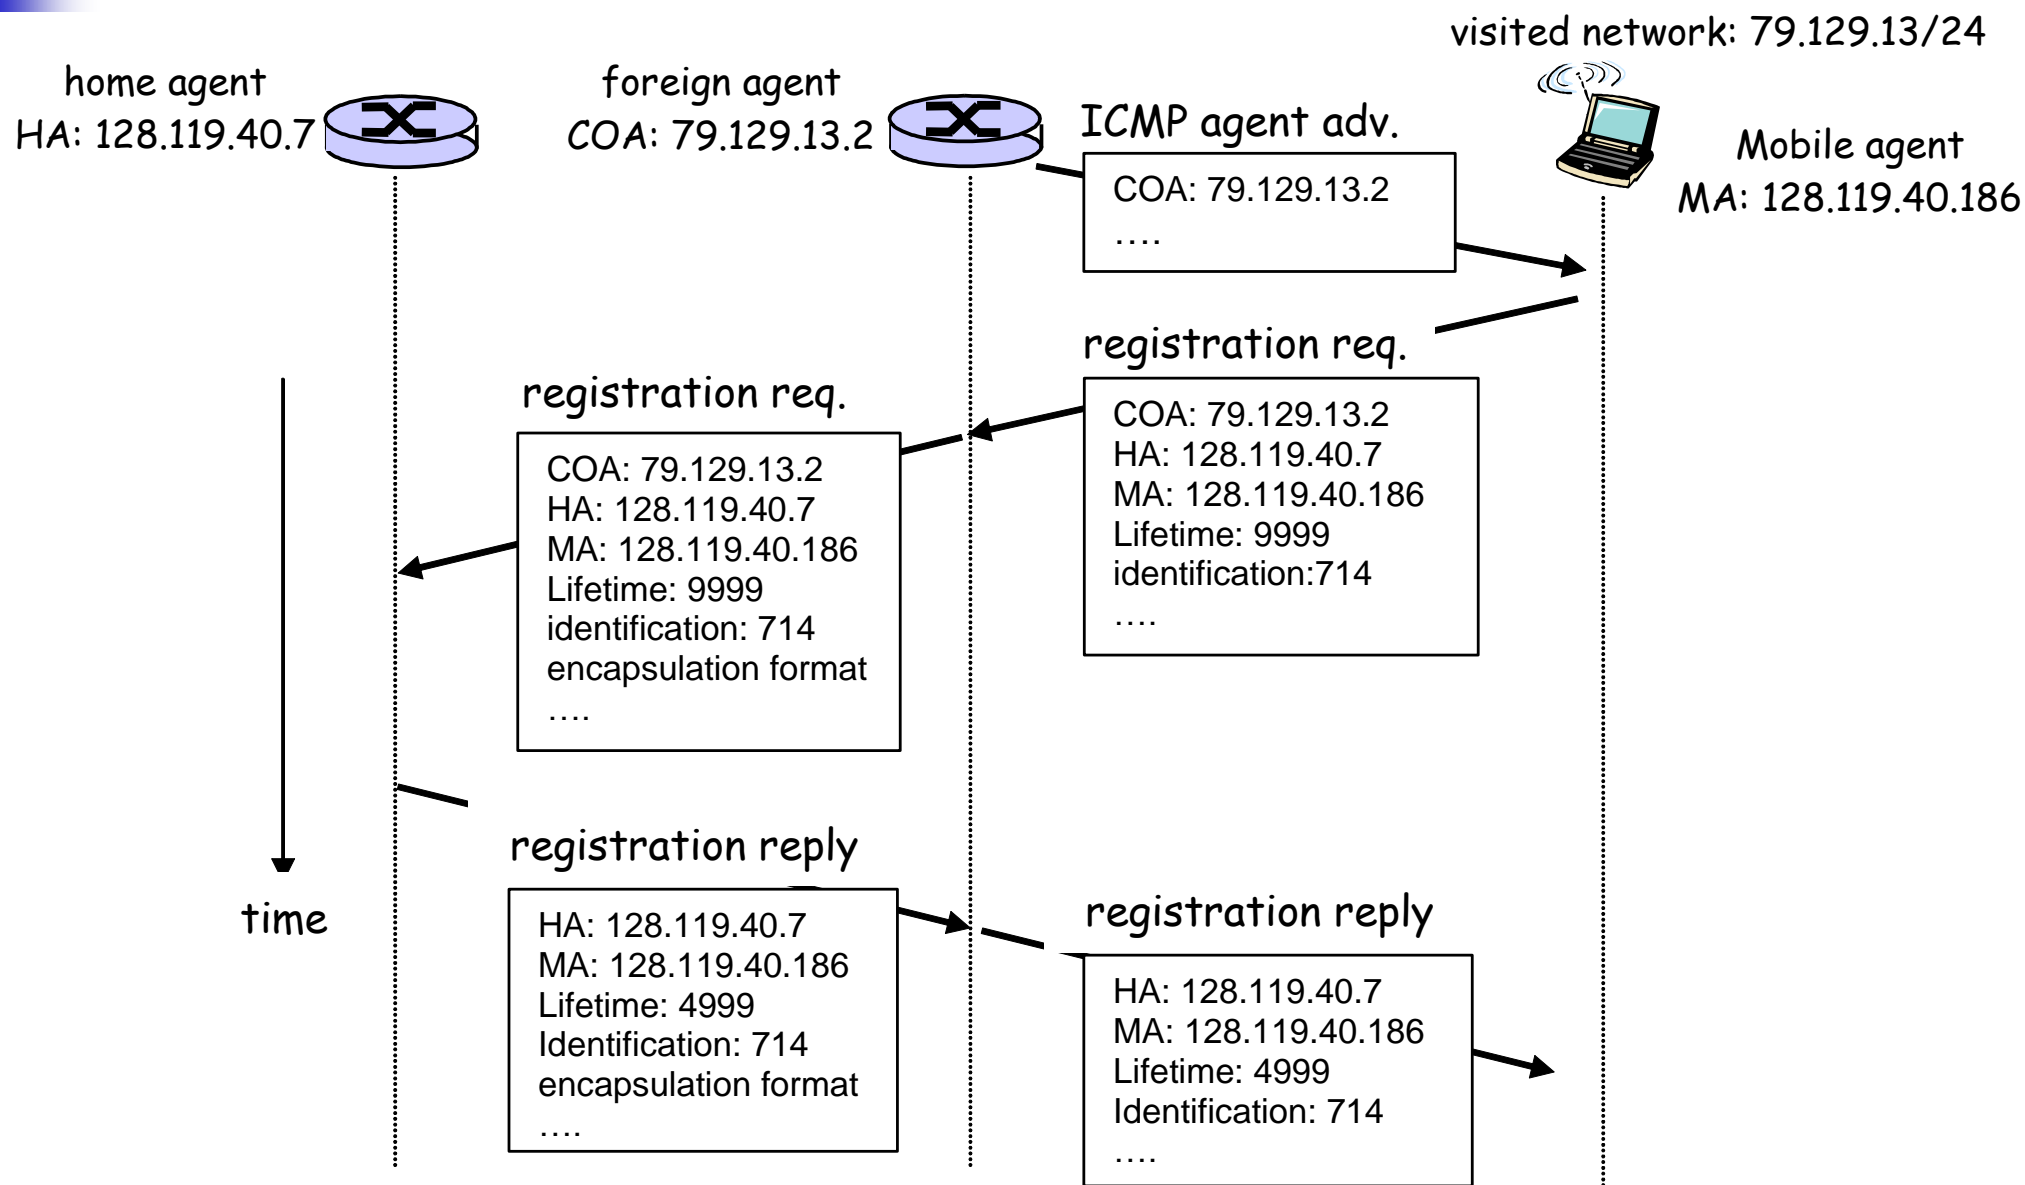 visited network: 79.129.13/24
home agent
HA: 128.119.40.7
foreign agent
COA: 79.129.13.2
ICMP agent adv.
COA: 79.129.13.2
….
Mobile agent
MA: 128.119.40.186
registration req.
COA: 79.129.13.2
HA: 128.119.40.7
MA: 128.119.40.186
Lifetime: 9999
identification:714
….
registration req.
COA: 79.129.13.2
HA: 128.119.40.7
MA: 128.119.40.186
Lifetime: 9999
identification: 714
encapsulation format
….
time
registration reply
HA: 128.119.40.7
MA: 128.119.40.186
Lifetime: 4999
Identification: 714
encapsulation format
….
registration reply
HA: 128.119.40.7
MA: 128.119.40.186
Lifetime: 4999
Identification: 714
….